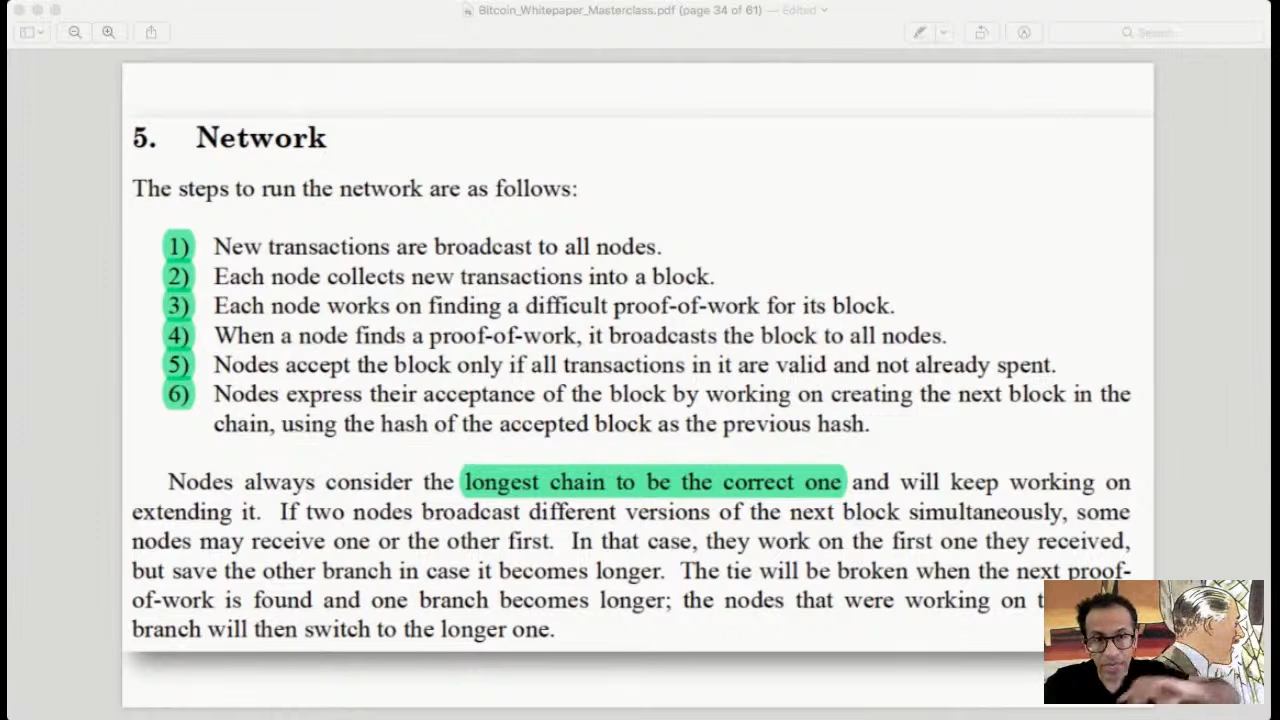 Bitcoin_Whitepaper_Masterclass.pdf (page 34 of 61) — Edited
Search
5. Network
The steps to run the network are as follows:
1) New transactions are broadcast to all nodes.
2) Each node collects new transactions into a block.
3) Each node works on finding a difficult proof-of-work for its block.
4) When a node finds a proof-of-work, it broadcasts the block to all nodes.
5) Nodes accept the block only if all transactions in it are valid and not already spent.
6) Nodes express their acceptance of the block by working on creating the next block in the
chain, using the hash of the accepted block as the previous hash.
Nodes always consider the longest chain to be the correct one and will keep working on
extending it. If two nodes broadcast different versions of the next block simultaneously, some
nodes may receive one or the other first. In that case, they work on the first one they received,
but save the other branch in case it becomes longer. The tie will be broken when the next proof-
of-work is found and one branch becomes longer; the nodes that were working on
branch will then switch to the longer one.